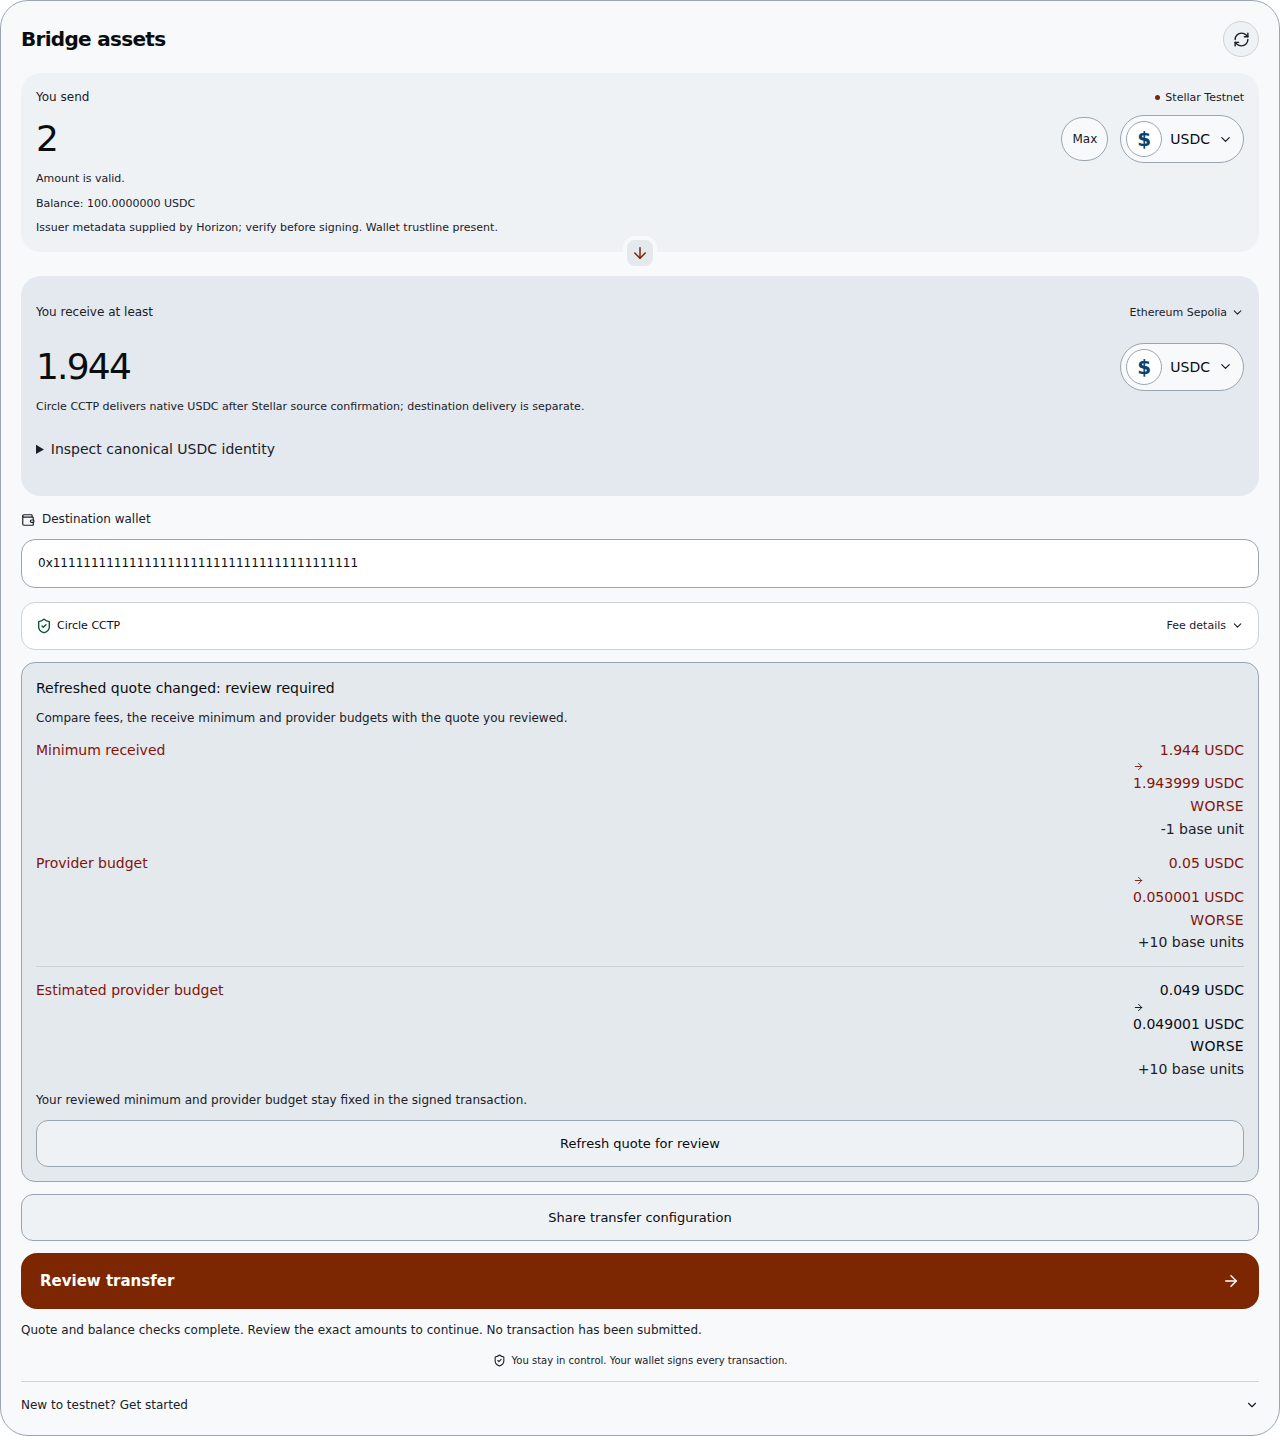 Bridge assets
You send
Stellar Testnet
2
Max
$ USDC
Amount is valid.
Balance: 100.0000000 USDC
Issuer metadata supplied by Horizon; verify before signing. Wallet trustline present.
You receive at least
Ethereum Sepolia
1.944
$ USDC
Circle CCTP delivers native USDC after Stellar source confirmation; destination delivery is separate.
Inspect canonical USDC identity
Destination wallet
0x1111111111111111111111111111111111111111
Circle CCTP
Fee details
Refreshed quote changed: review required
Compare fees, the receive minimum and provider budgets with the quote you reviewed.
Minimum received
1.944 USDC
→
1.943999 USDC
WORSE
-1 base unit
Provider budget
0.05 USDC
→
0.050001 USDC
WORSE
+10 base units
Estimated provider budget
0.049 USDC
→
0.049001 USDC
WORSE
+10 base units
Your reviewed minimum and provider budget stay fixed in the signed transaction.
Refresh quote for review
Share transfer configuration
Review transfer →
Quote and balance checks complete. Review the exact amounts to continue. No transaction has been submitted.
You stay in control. Your wallet signs every transaction.
New to testnet? Get started